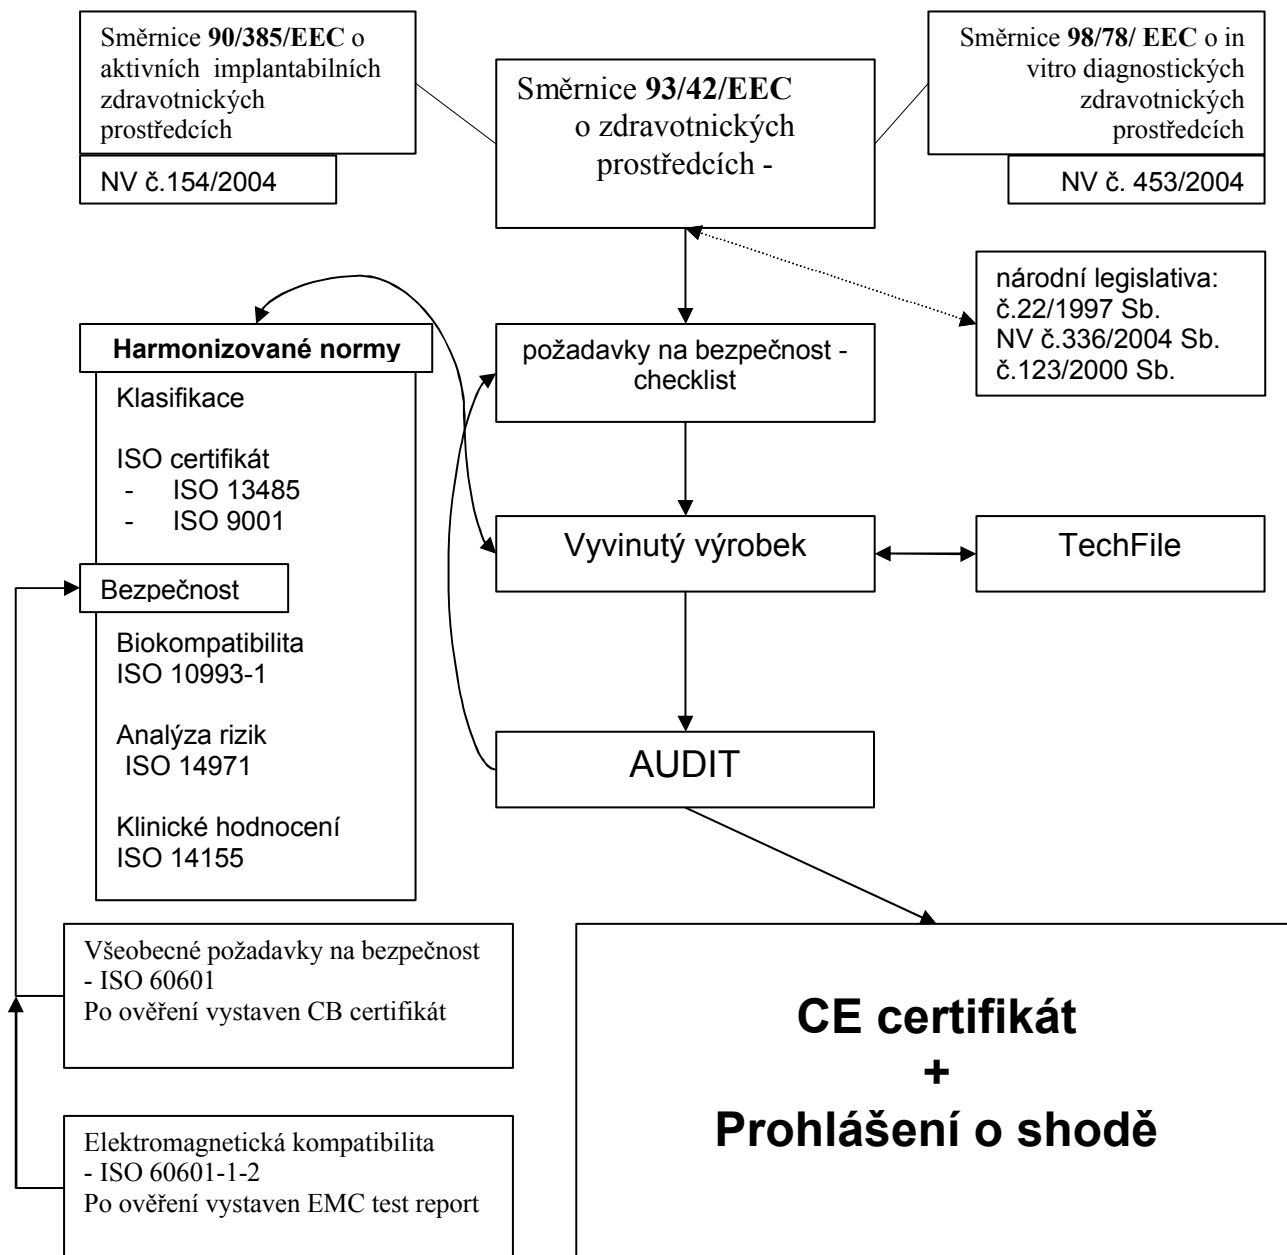 Směrnice 90/385/EEC o
aktivních implantabilních
zdravotnických
prostředcích
NV č.154/2004
Směrnice 93/42/EEC
o zdravotnických
prostředcích -
Směrnice 98/78/ EEC o in
vitro diagnostických
zdravotnických
prostředcích
NV č. 453/2004
národní legislativa:
č.22/1997 Sb.
NV č.336/2004 Sb.
č.123/2000 Sb.
požadavky na bezpečnost -
checklist
Harmonizované normy
Klasifikace
ISO certifikát
- ISO 13485
- ISO 9001
Bezpečnost
Biokompatibilita
ISO 10993-1
Analýza rizik
ISO 14971
Klinické hodnocení
ISO 14155
Vyvinutý výrobek
TechFile
AUDIT
Všeobecné požadavky na bezpečnost
- ISO 60601
Po ověření vystaven CB certifikát
Elektromagnetická kompatibilita
- ISO 60601-1-2
Po ověření vystaven EMC test report
CE certifikát
+
Prohlášení o shodě